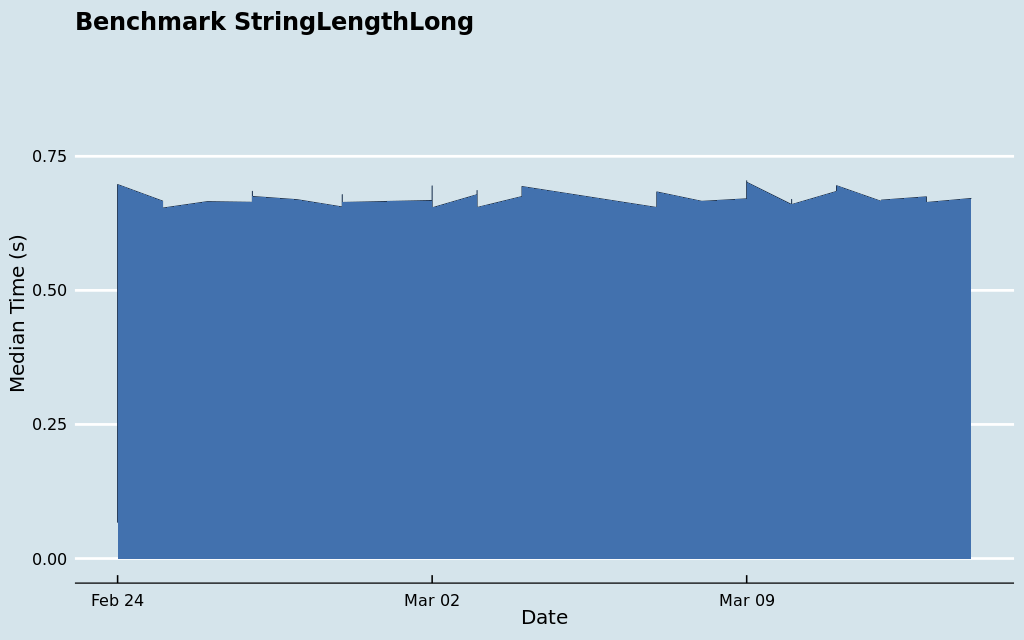 Benchmark StringLengthLong
0.75
0.50
0.25
0.00
Median Time (s)
Feb 24
Mar 02
Mar 09
Date